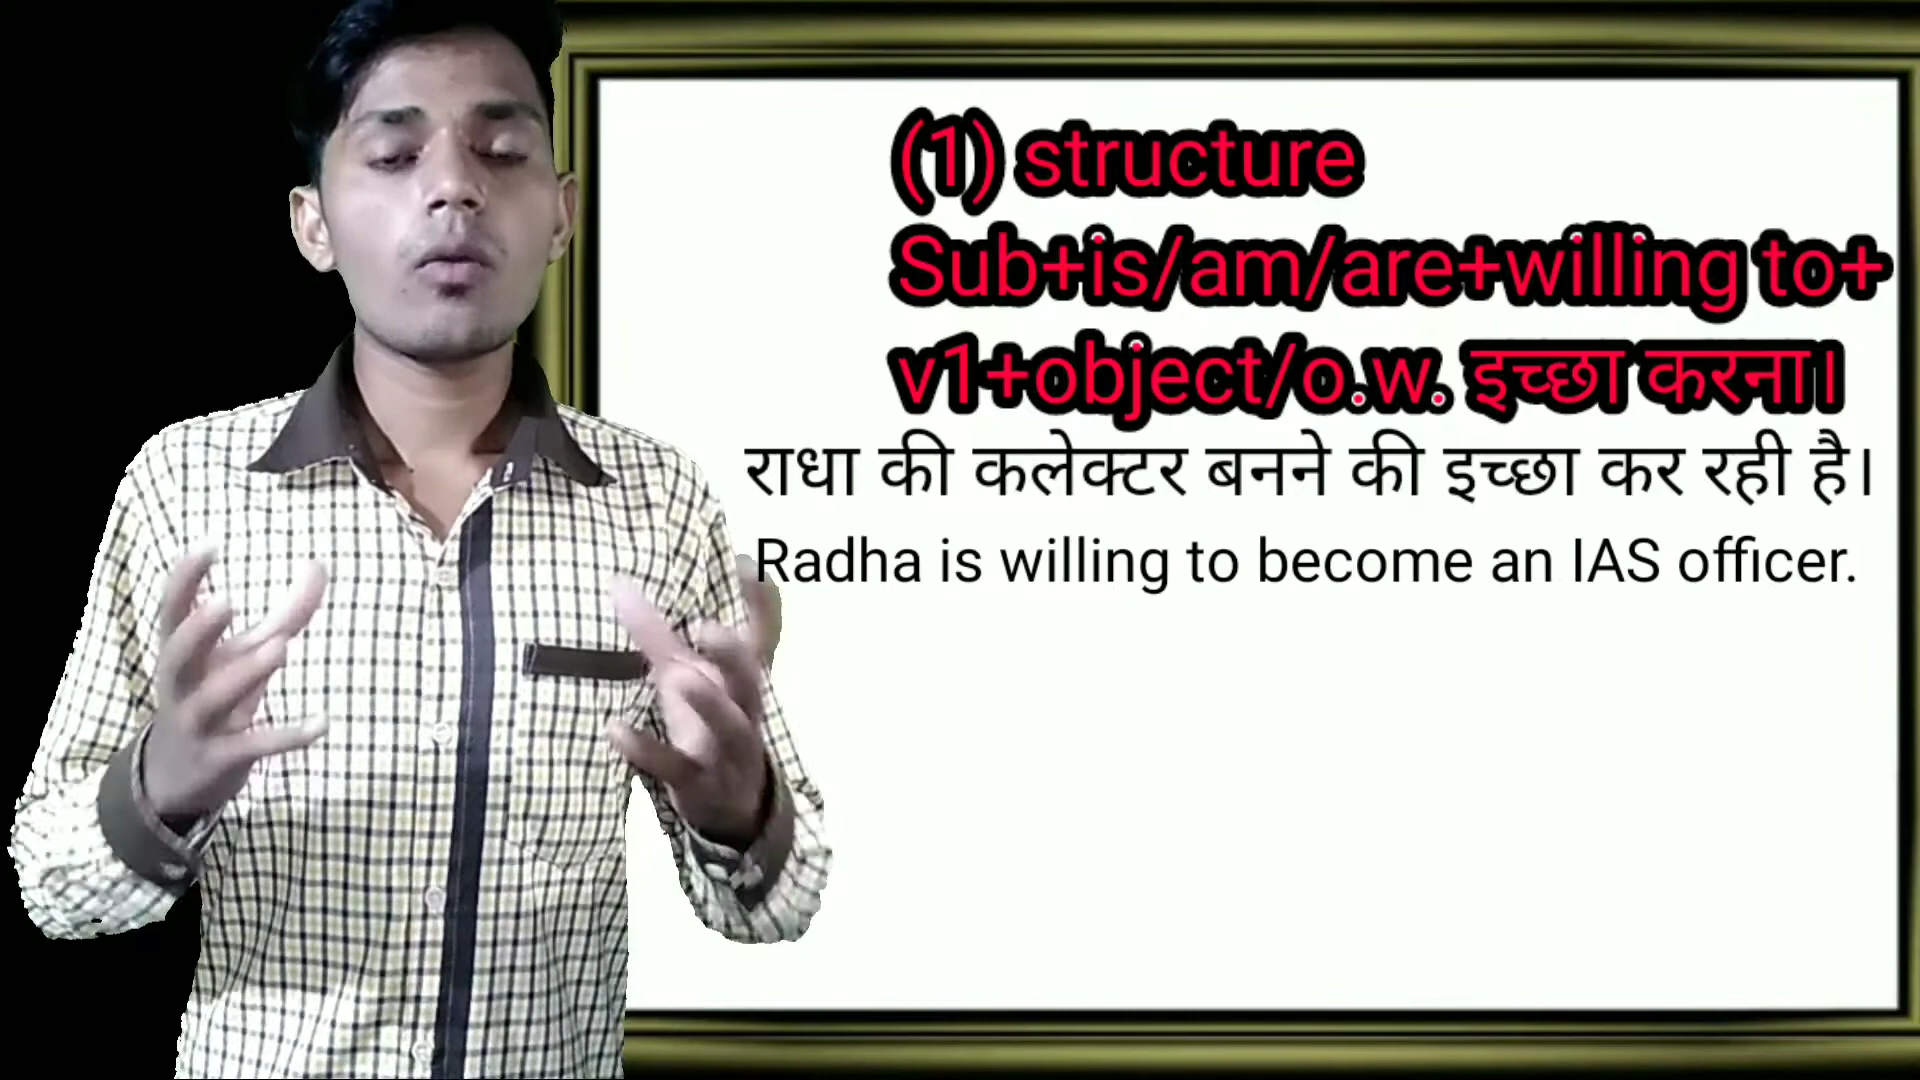 (1) structure
Sub+is/am/are+willing to+
v1+object/o.w. इच्छा करना।
राधा की कलेक्टर बनने की इच्छा कर रही है।
Radha is willing to become an IAS officer.